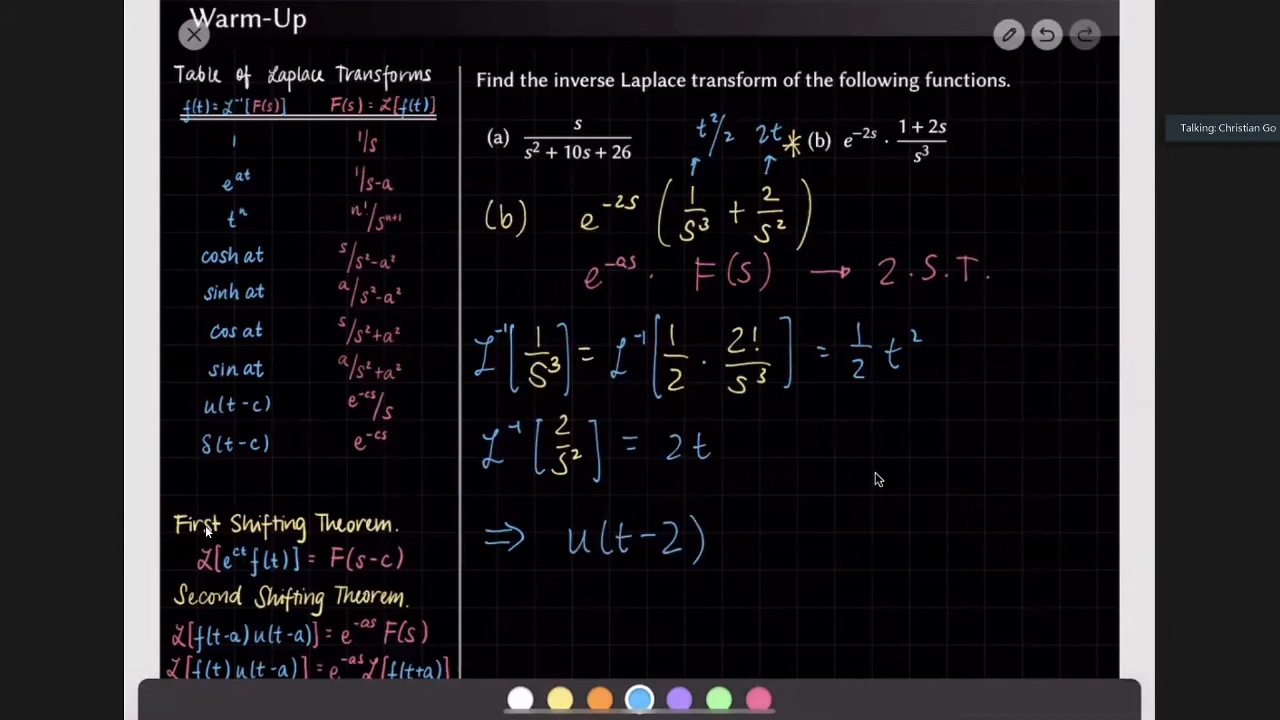 Warm-Up
Talking: Christian Go
Table of Laplace Transforms
f(t) = ℒ⁻¹[F(s)] F(s) = ℒ[f(t)]
1 1/s
e^at 1/s-a
t^n n!/s^n+1
cosh at s/s²-a²
sinh at a/s²-a²
cos at s/s²+a²
sin at a/s²+a²
u(t-c) e^-cs/s
δ(t-c) e^-cs
First Shifting Theorem.
ℒ[e^ct f(t)] = F(s-c)
Second Shifting Theorem.
ℒ[f(t-a)u(t-a)] = e^-as F(s)
ℒ[f(t)u(t-a)] = e^-as ℒ[f(t+a)]
Find the inverse Laplace transform of the following functions.
(a) s / s² + 10s + 26 t²/2 2t * (b) e^−2s · 1 + 2s / s³
(b) e^-2s ( 1/s³ + 2/s² )
e^-as · F(s) → 2.S.T.
ℒ⁻¹[1/s³] = ℒ⁻¹[1/2 · 2!/s³] = 1/2 t²
ℒ⁻¹[2/s²] = 2t
⇒ u(t-2)